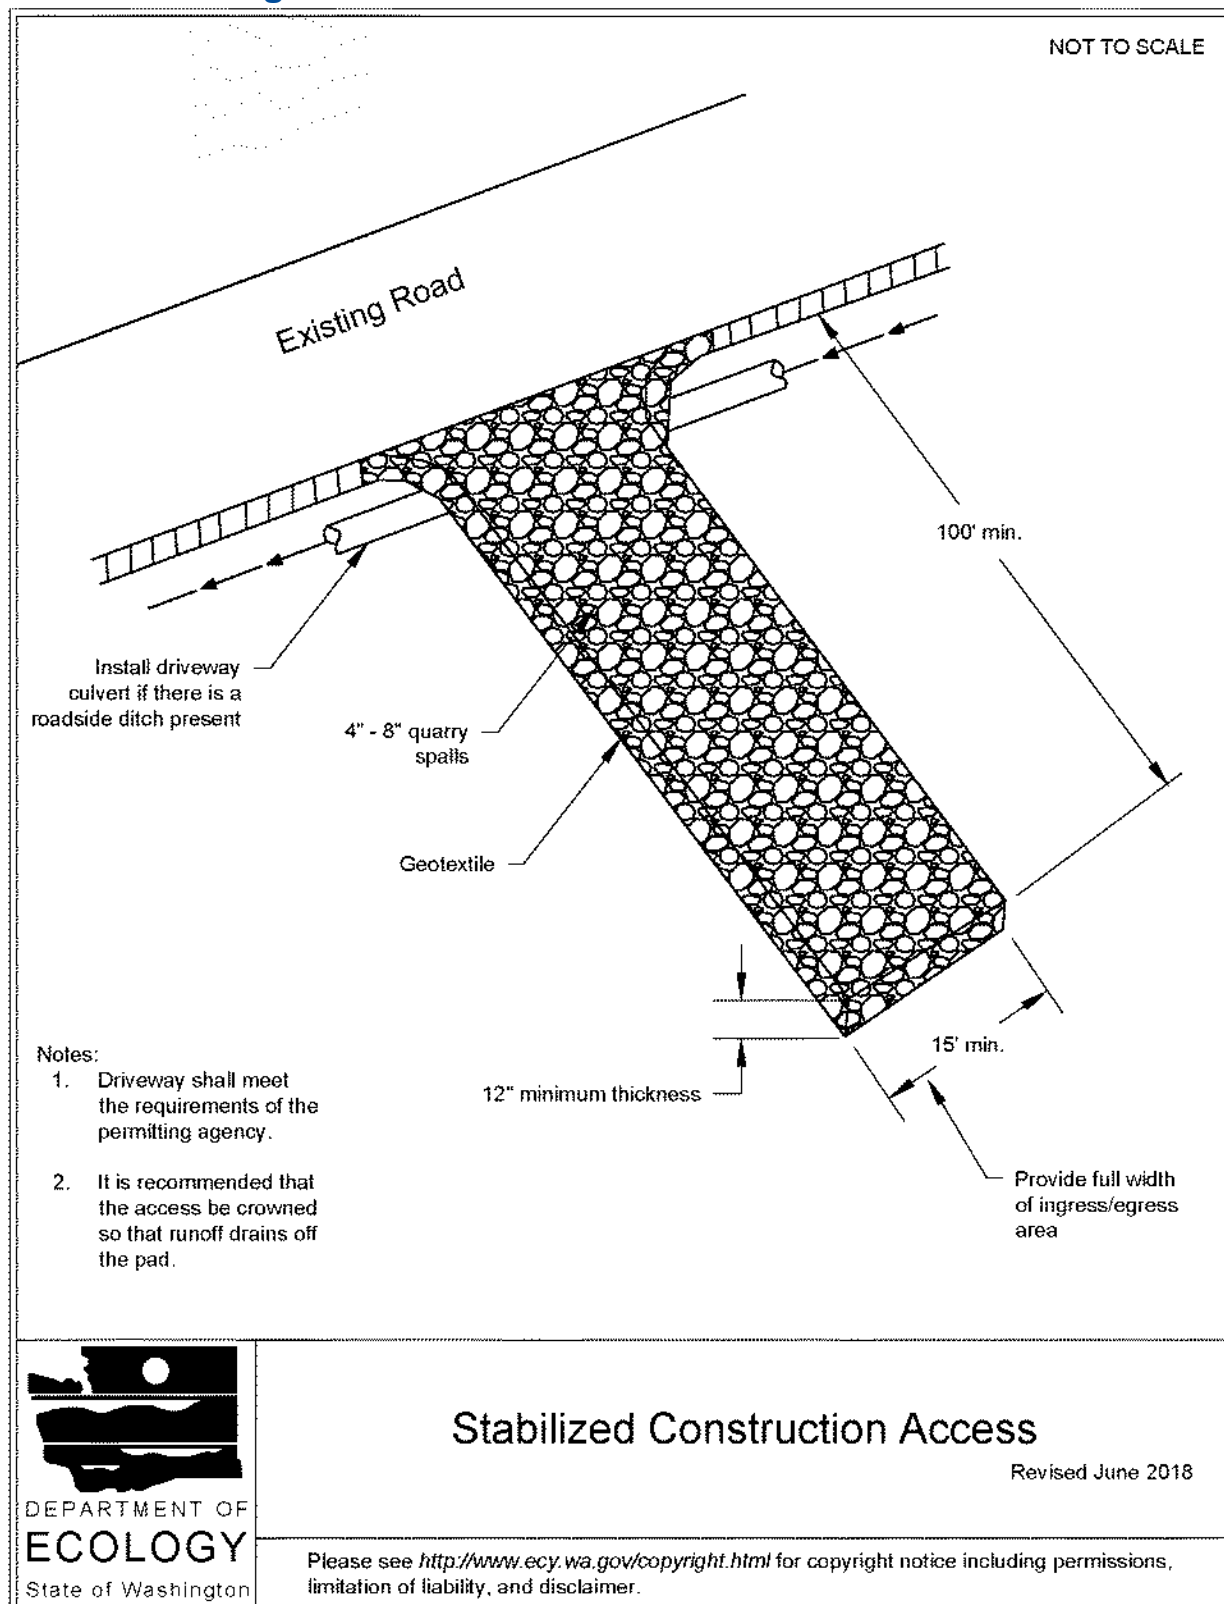 NOT TO SCALE
Existing Road
100' min.
Install driveway
culvert if there is a
roadside ditch present
4" - 8" quarry
spalls
Geotextile
15' min.
12" minimum thickness
Provide full width
of ingress/egress
area
Notes:
1. Driveway shall meet
the requirements of the
permitting agency.
2. It is recommended that
the access be crowned
so that runoff drains off
the pad.
Stabilized Construction Access
Revised June 2018
DEPARTMENT OF
ECOLOGY
State of Washington
Please see http://www.ecy.wa.gov/copyright.html for copyright notice including permissions,
limitation of liability, and disclaimer.